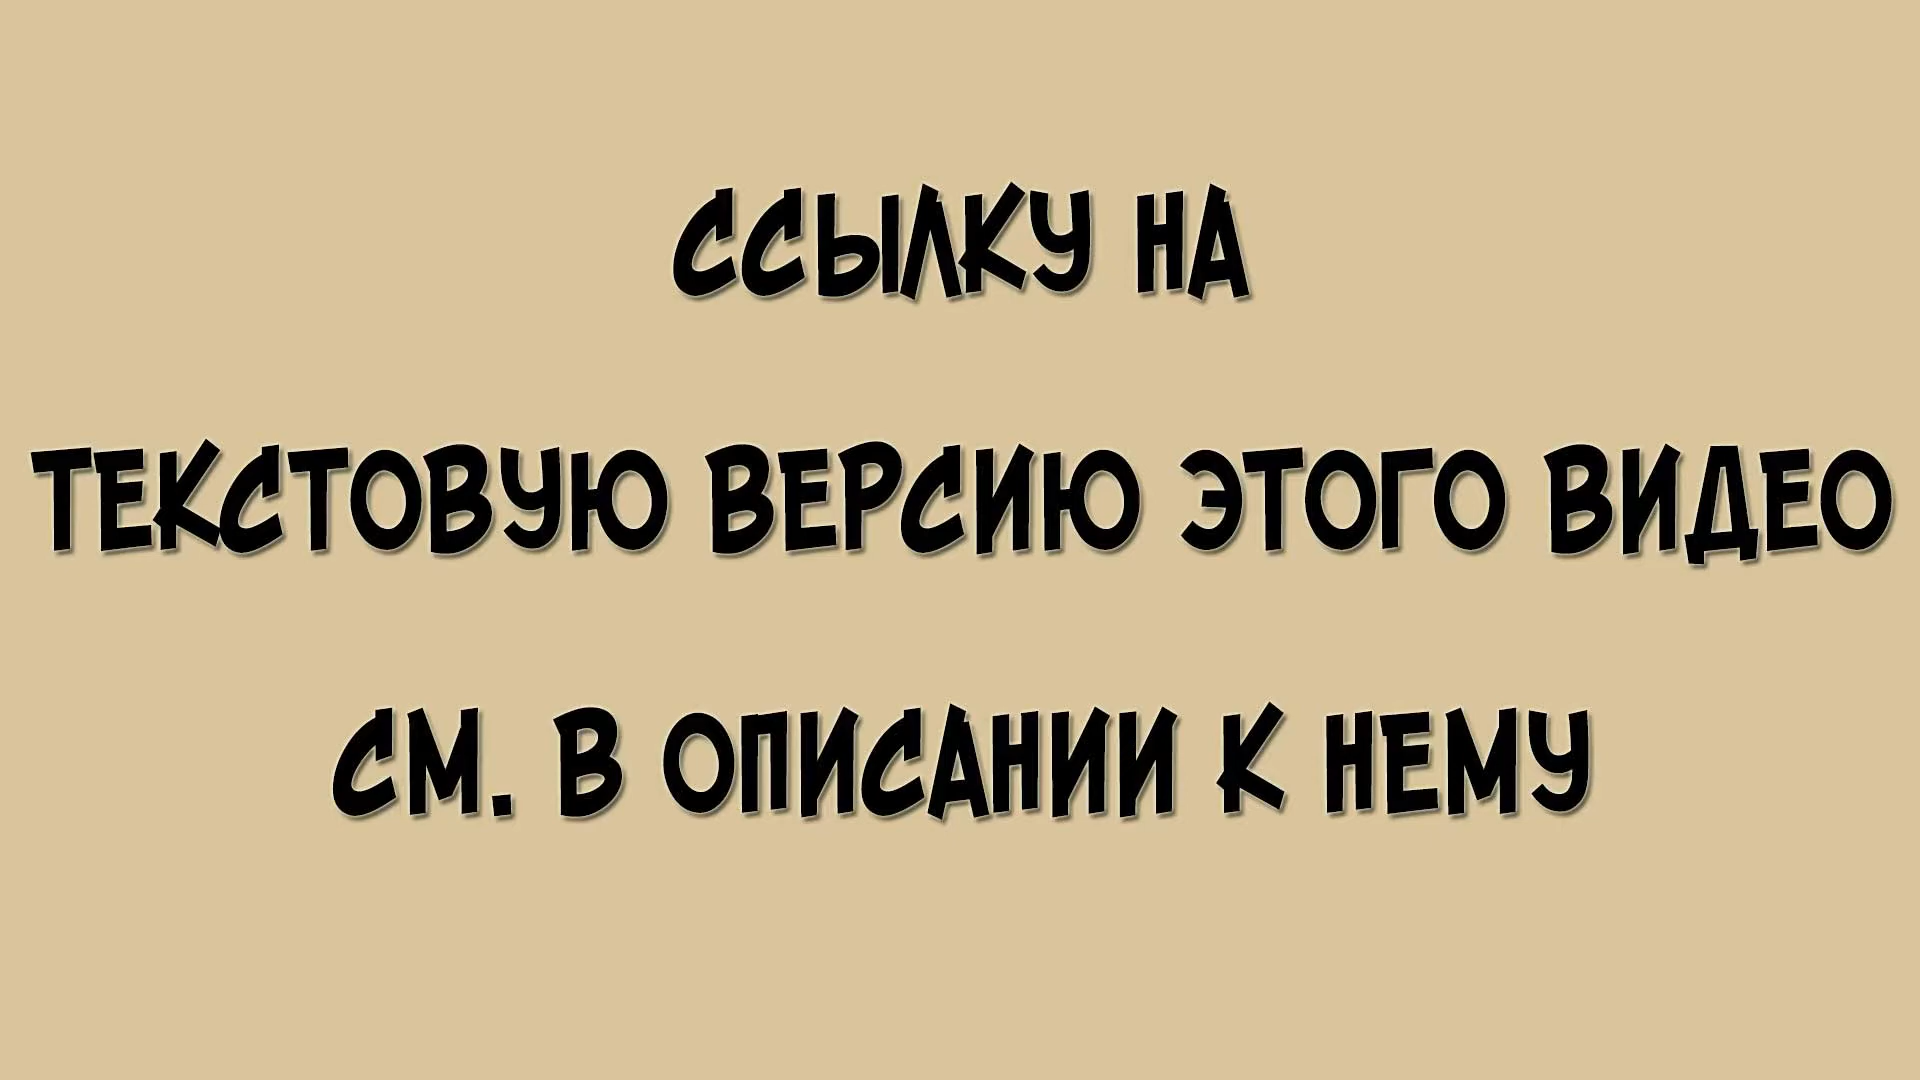 ССЫЛКУ НА
ТЕКСТОВУЮ ВЕРСИЮ ЭТОГО ВИДЕО
СМ. В ОПИСАНИИ К НЕМУ